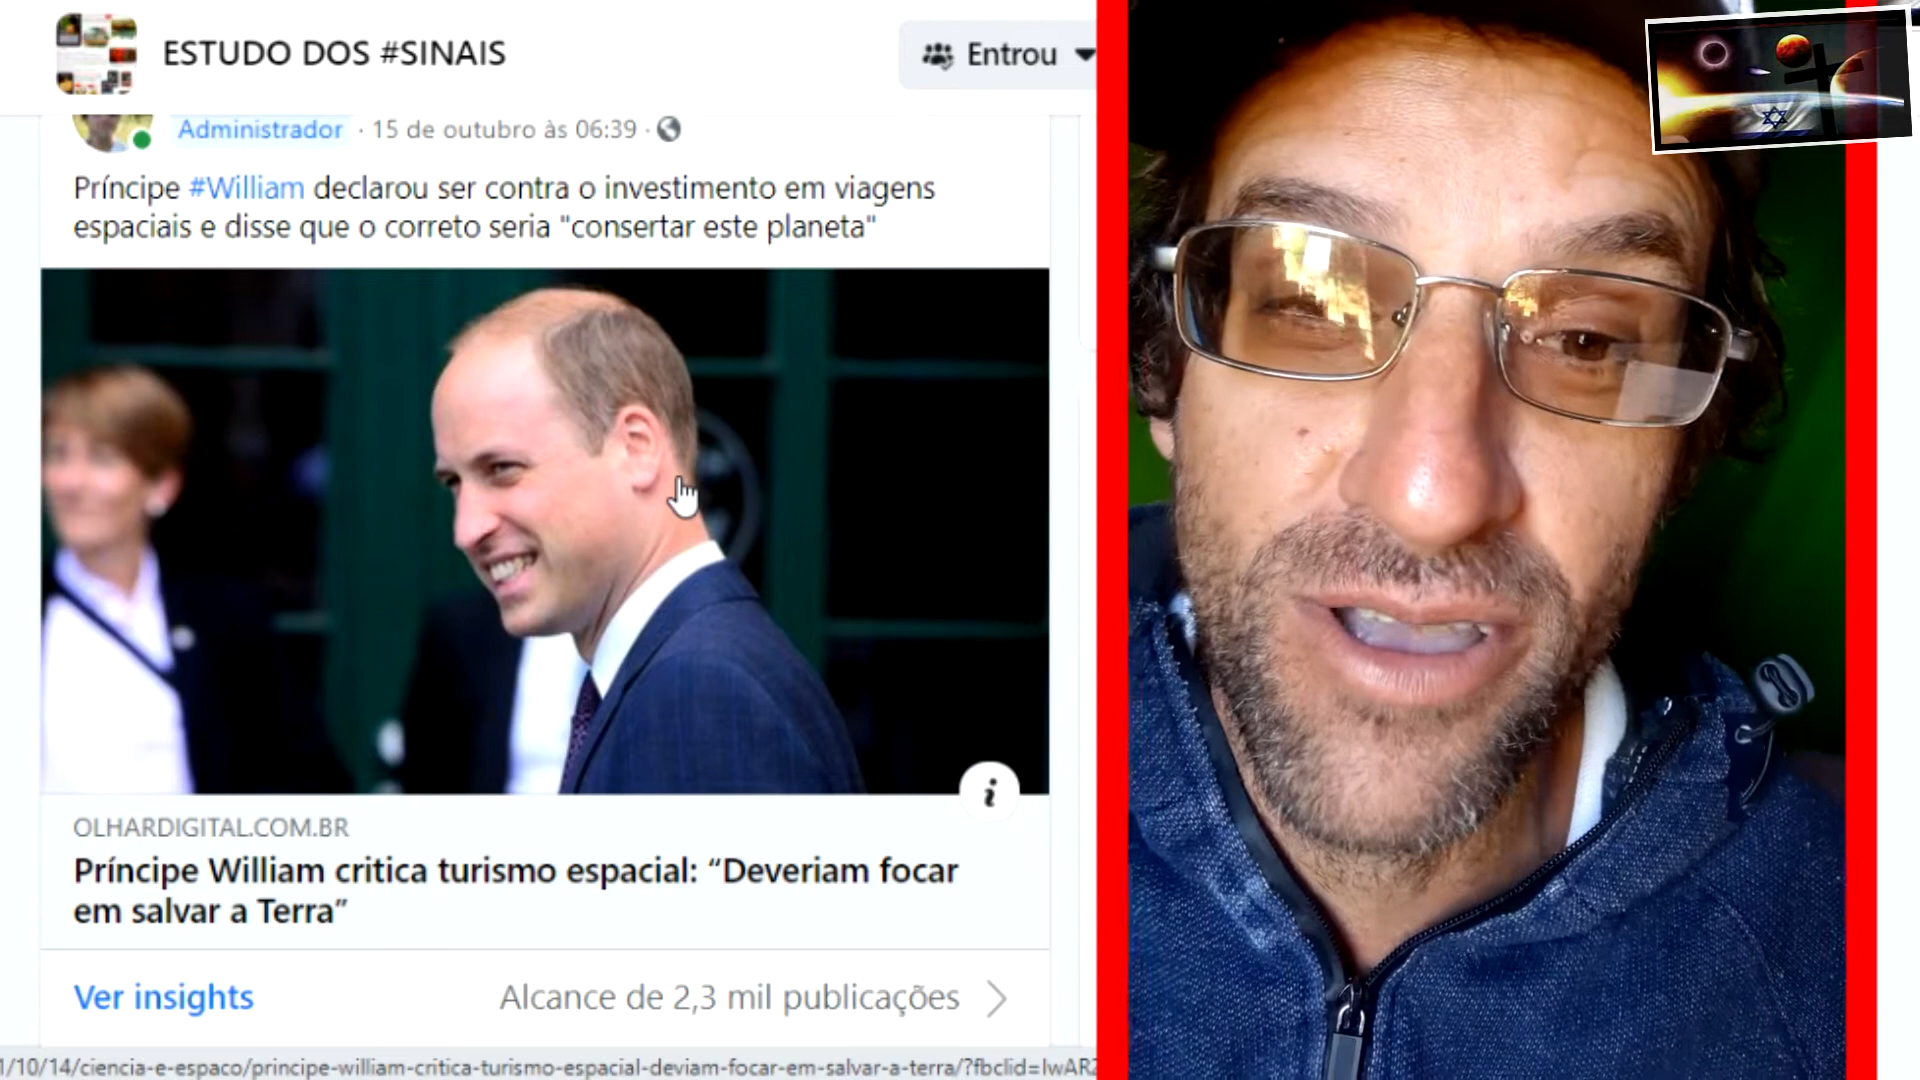 ESTUDO DOS #SINAIS
Entrou
Administrador · 15 de outubro às 06:39 ·
Príncipe #William declarou ser contra o investimento em viagens
espaciais e disse que o correto seria "consertar este planeta"
i
OLHARDIGITAL.COM.BR
Príncipe William critica turismo espacial: “Deveriam focar
em salvar a Terra”
Ver insights
Alcance de 2,3 mil publicações
1/10/14/ciencia-e-espaco/principe-william-critica-turismo-espacial-deviam-focar-em-salvar-a-terra/?fbclid=IwAR2